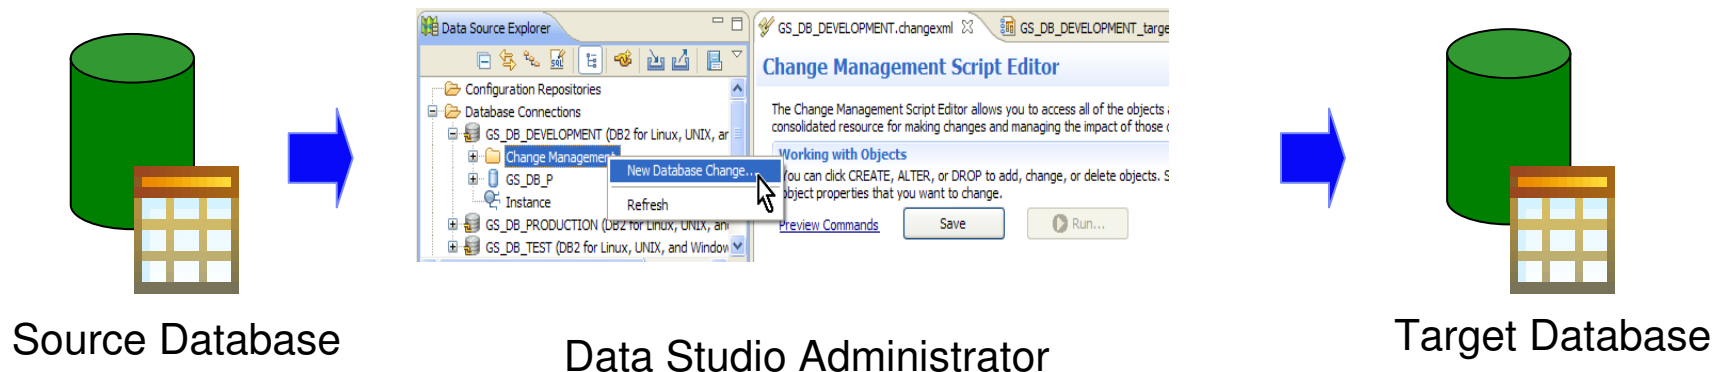 Data Source Explorer
SQL
Configuration Repositories
Database Connections
GS_DB_DEVELOPMENT (DB2 for Linux, UNIX, ar
Change Management
GS_DB_P
Instance
GS_DB_PRODUCTION (DB2 for Linux, UNIX, an
GS_DB_TEST (DB2 for Linux, UNIX, and Window
New Database Change...
Refresh
GS_DB_DEVELOPMENT.changexml
GS_DB_DEVELOPMENT_targe
Change Management Script Editor
The Change Management Script Editor allows you to access all of the objects a
consolidated resource for making changes and managing the impact of those c
Working with Objects
You can click CREATE, ALTER, or DROP to add, change, or delete objects. S
object properties that you want to change.
Preview Commands
Save
Run...
Source Database
Data Studio Administrator
Target Database